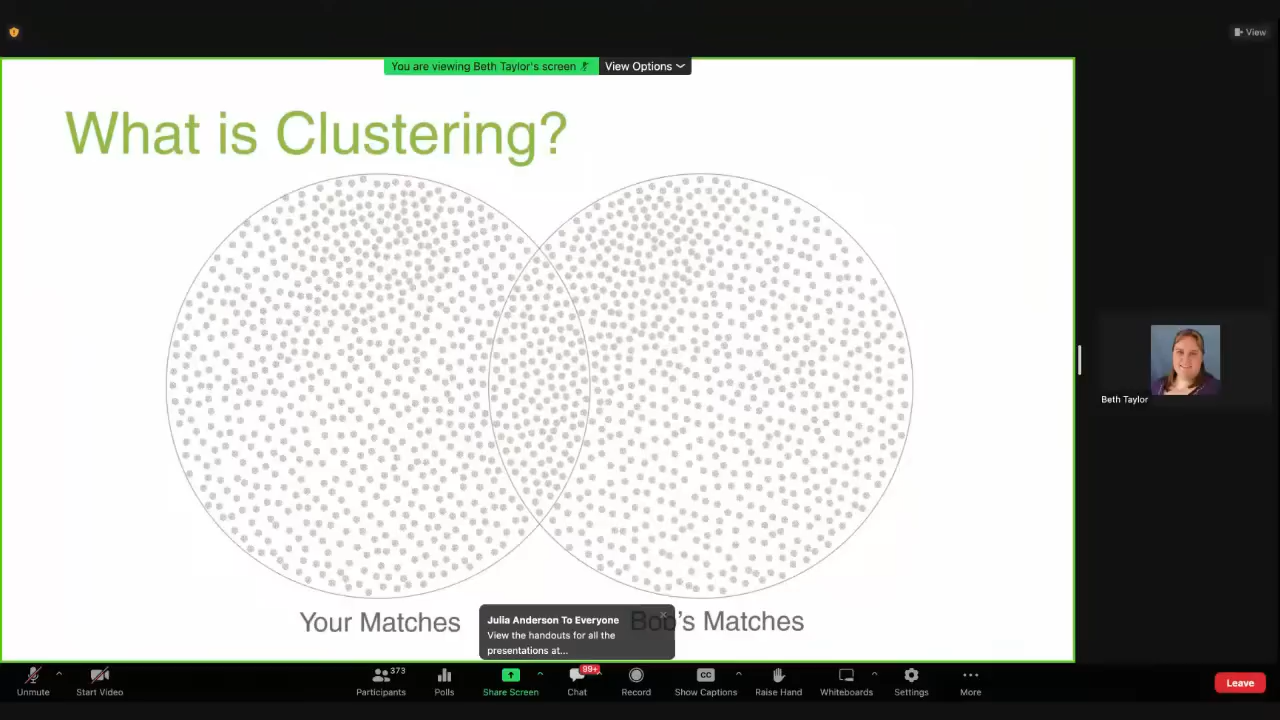 View
You are viewing Beth Taylor's screen
View Options
What is Clustering?
Beth Taylor
Your Matches
Bob's Matches
Julia Anderson To Everyone
View the handouts for all the
presentations at...
Unmute
Start Video
373
Participants
Polls
Share Screen
99+
Chat
Record
CC
Show Captions
Raise Hand
Whiteboards
Settings
More
Leave